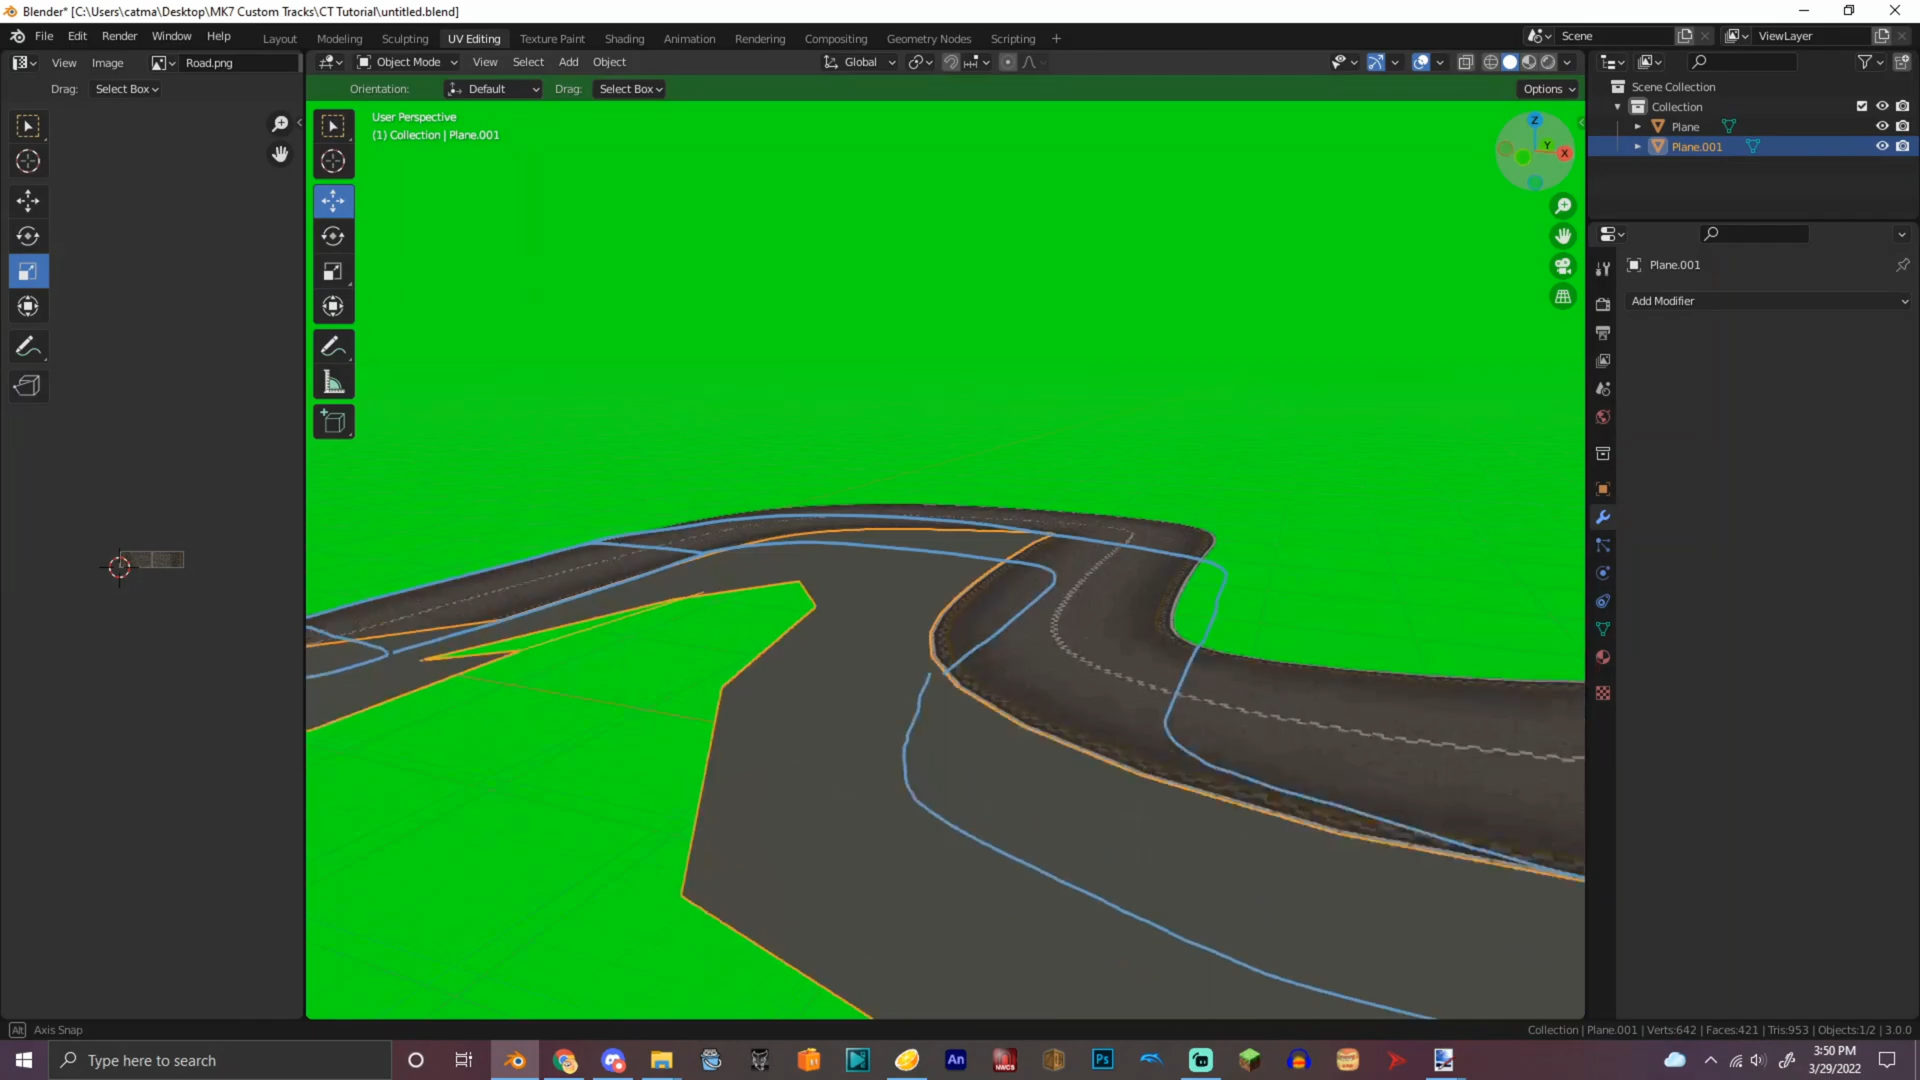 Blender* [C:\Users\catma\Desktop\MK7 Custom Tracks\CT Tutorial\untitled.blend]
File Edit Render Window Help
Layout Modeling Sculpting UV Editing Texture Paint Shading Animation Rendering Compositing Geometry Nodes Scripting +
Scene ViewLayer
View Image Road.png
Object Mode View Select Add Object Global
Drag: Select Box
Orientation: Default Drag: Select Box Options
Scene Collection
Collection
Plane
Plane.001
User Perspective
(1) Collection | Plane.001
Z
Y
X
Plane.001
Add Modifier
Alt Axis Snap
Collection | Plane.001 | Verts:642 | Faces:421 | Tris:953 | Objects:1/2 | 3.0.0
Type here to search
An
NWCS
Ps
3:50 PM
3/29/2022